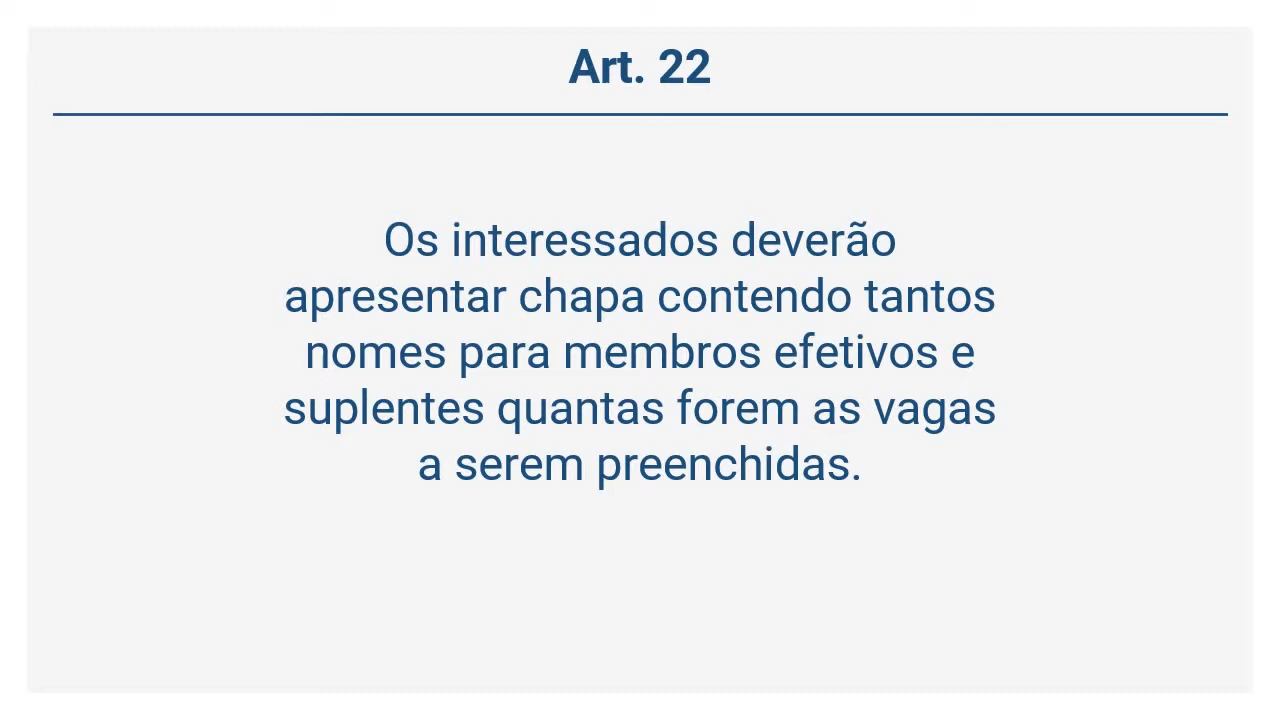 Art. 22
Os interessados deverão
apresentar chapa contendo tantos
nomes para membros efetivos e
suplentes quantas forem as vagas
a serem preenchidas.